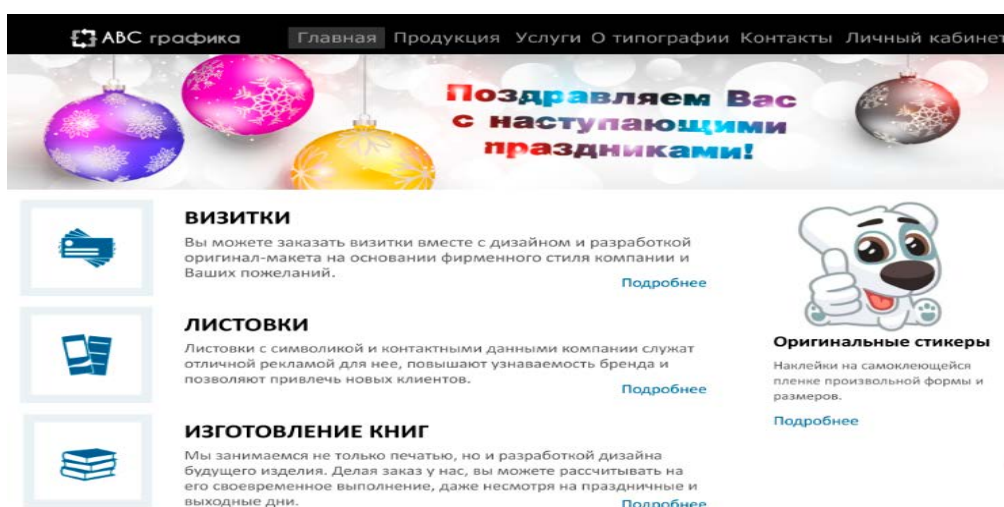 АВС графика Главная Продукция Услуги О типографии Контакты Личный кабинет
Поздравляем Вас
с наступающими
праздниками!
ВИЗИТКИ
Вы можете заказать визитки вместе с дизайном и разработкой
оригинал-макета на основании фирменного стиля компании и
Ваших пожеланий.
Подробнее
ЛИСТОВКИ
Листовки с символикой и контактными данными компании служат
отличной рекламой для нее, повышают узнаваемость бренда и
позволяют привлечь новых клиентов.
Подробнее
ИЗГОТОВЛЕНИЕ КНИГ
Мы занимаемся не только печатью, но и разработкой дизайна
будущего изделия. Делая заказ у нас, вы можете рассчитывать на
его своевременное выполнение, даже несмотря на праздничные и
выходные дни.
Подробнее
Оригинальные стикеры
Наклейки на самоклеющейся
пленке произвольной формы и
размеров.
Подробнее